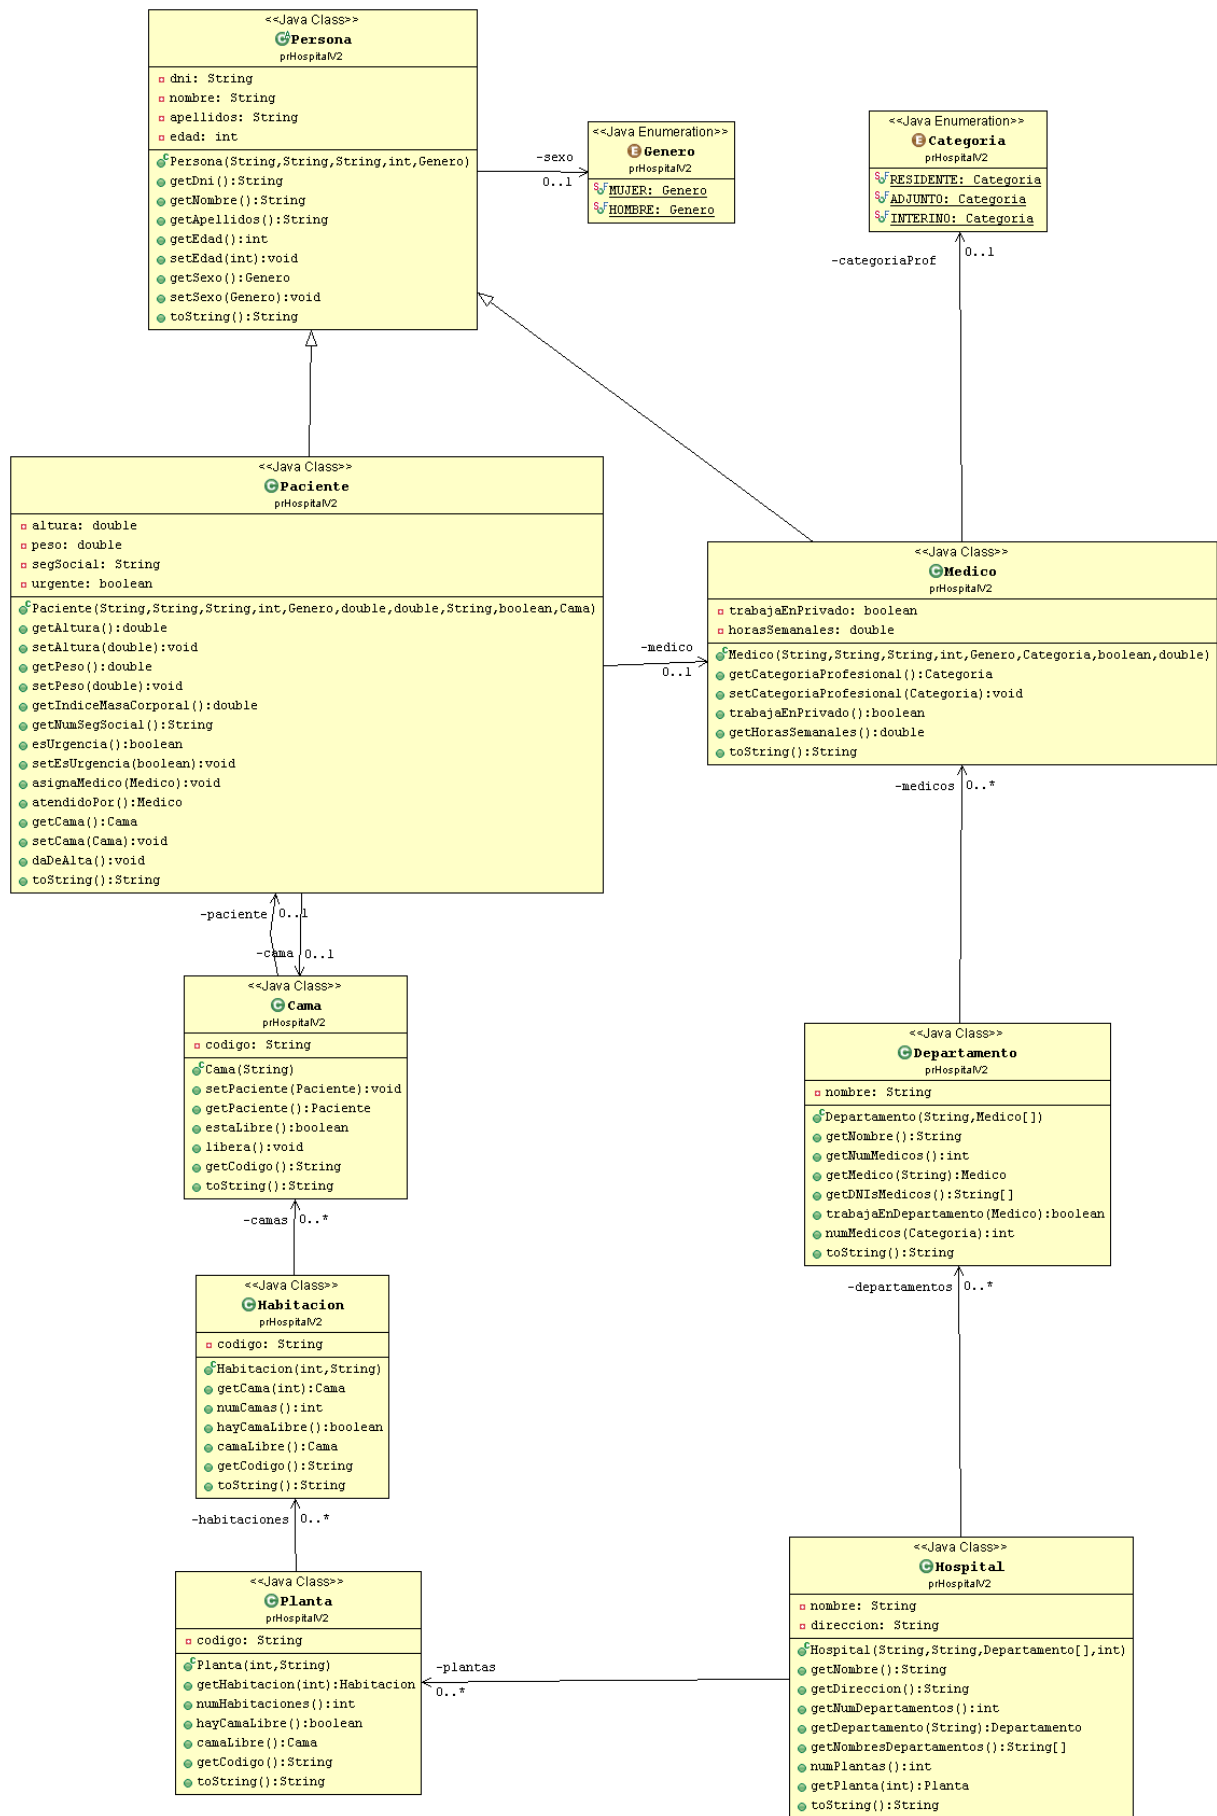 <<Java Class>>
Persona
prHospitalV2
dni: String
nombre: String
apellidos: String
edad: int
Persona(String,String,String,int,Genero)
getDni():String
getNombre():String
getApellidos():String
getEdad():int
setEdad(int):void
getSexo():Genero
setSexo(Genero):void
toString():String
-sexo
0..1
<<Java Enumeration>>
Genero
prHospitalV2
MUJER: Genero
HOMBRE: Genero
<<Java Enumeration>>
Categoria
prHospitalV2
RESIDENTE: Categoria
ADJUNTO: Categoria
INTERINO: Categoria
-categoriaProf
0..1
<<Java Class>>
Paciente
prHospitalV2
altura: double
peso: double
segSocial: String
urgente: boolean
Paciente(String,String,String,int,Genero,double,double,String,boolean,Cama)
getAltura():double
setAltura(double):void
getPeso():double
setPeso(double):void
getIndiceMasaCorporal():double
getNumSegSocial():String
esUrgencia():boolean
setEsUrgencia(boolean):void
asignaMedico(Medico):void
atendidoPor():Medico
getCama():Cama
setCama(Cama):void
daDeAlta():void
toString():String
-medico
0..1
<<Java Class>>
Medico
prHospitalV2
trabajaEnPrivado: boolean
horasSemanales: double
Medico(String,String,String,int,Genero,Categoria,boolean,double)
getCategoriaProfesional():Categoria
setCategoriaProfesional(Categoria):void
trabajaEnPrivado():boolean
getHorasSemanales():double
toString():String
-medicos
0..*
-paciente
0..1
-cama
0..1
<<Java Class>>
Cama
prHospitalV2
codigo: String
Cama(String)
setPaciente(Paciente):void
getPaciente():Paciente
estaLibre():boolean
libera():void
getCodigo():String
toString():String
-camas
0..*
<<Java Class>>
Departamento
prHospitalV2
nombre: String
Departamento(String,Medico[])
getNombre():String
getNumMedicos():int
getMedico(String):Medico
getDNIsMedicos():String[]
trabajaEnDepartamento(Medico):boolean
numMedicos(Categoria):int
toString():String
-departamentos
0..*
<<Java Class>>
Habitacion
prHospitalV2
codigo: String
Habitacion(int,String)
getCama(int):Cama
numCamas():int
hayCamaLibre():boolean
camaLibre():Cama
getCodigo():String
toString():String
-habitaciones
0..*
<<Java Class>>
Planta
prHospitalV2
codigo: String
Planta(int,String)
getHabitacion(int):Habitacion
numHabitaciones():int
hayCamaLibre():boolean
camaLibre():Cama
getCodigo():String
toString():String
-plantas
0..*
<<Java Class>>
Hospital
prHospitalV2
nombre: String
direccion: String
Hospital(String,String,Departamento[],int)
getNombre():String
getDireccion():String
getNumDepartamentos():int
getDepartamento(String):Departamento
getNombresDepartamentos():String[]
numPlantas():int
getPlanta(int):Planta
toString():String